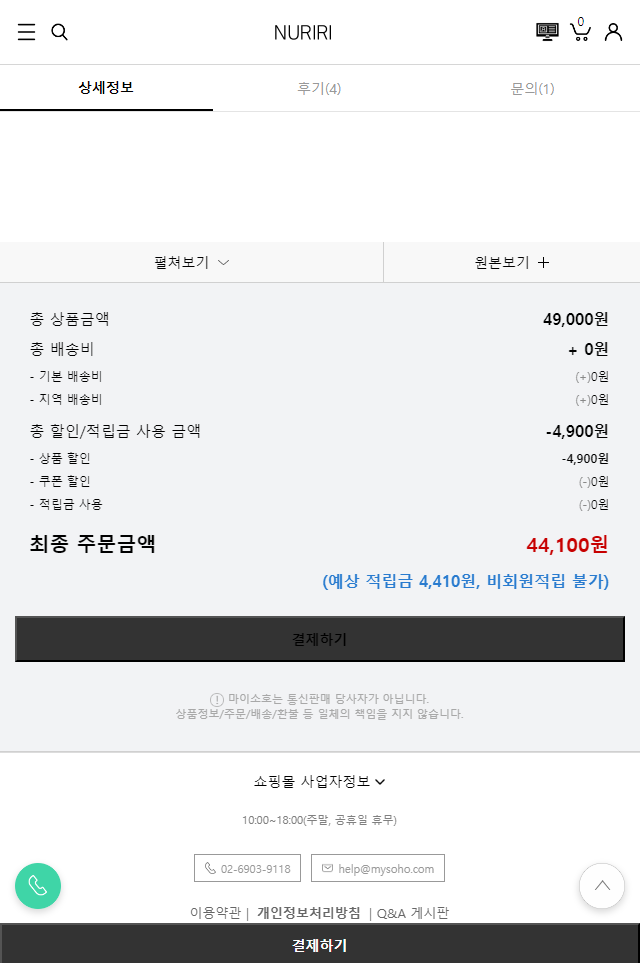 NURIRI
0
상세정보 후기(4) 문의(1)
펼쳐보기 원본보기
총 상품금액 49,000원
총 배송비 + 0원
- 기본 배송비 (+)0원
- 지역 배송비 (+)0원
총 할인/적립금 사용 금액 -4,900원
- 상품 할인 -4,900원
- 쿠폰 할인 (-)0원
- 적립금 사용 (-)0원
최종 주문금액 44,100원
(예상 적립금 4,410원, 비회원적립 불가)
결제하기
마이소호는 통신판매 당사자가 아닙니다.
상품정보/주문/배송/환불 등 일체의 책임을 지지 않습니다.
쇼핑몰 사업자정보
10:00~18:00(주말, 공휴일 휴무)
02-6903-9118 help@mysoho.com
이용약관 | 개인정보처리방침 | Q&A 게시판
결제하기